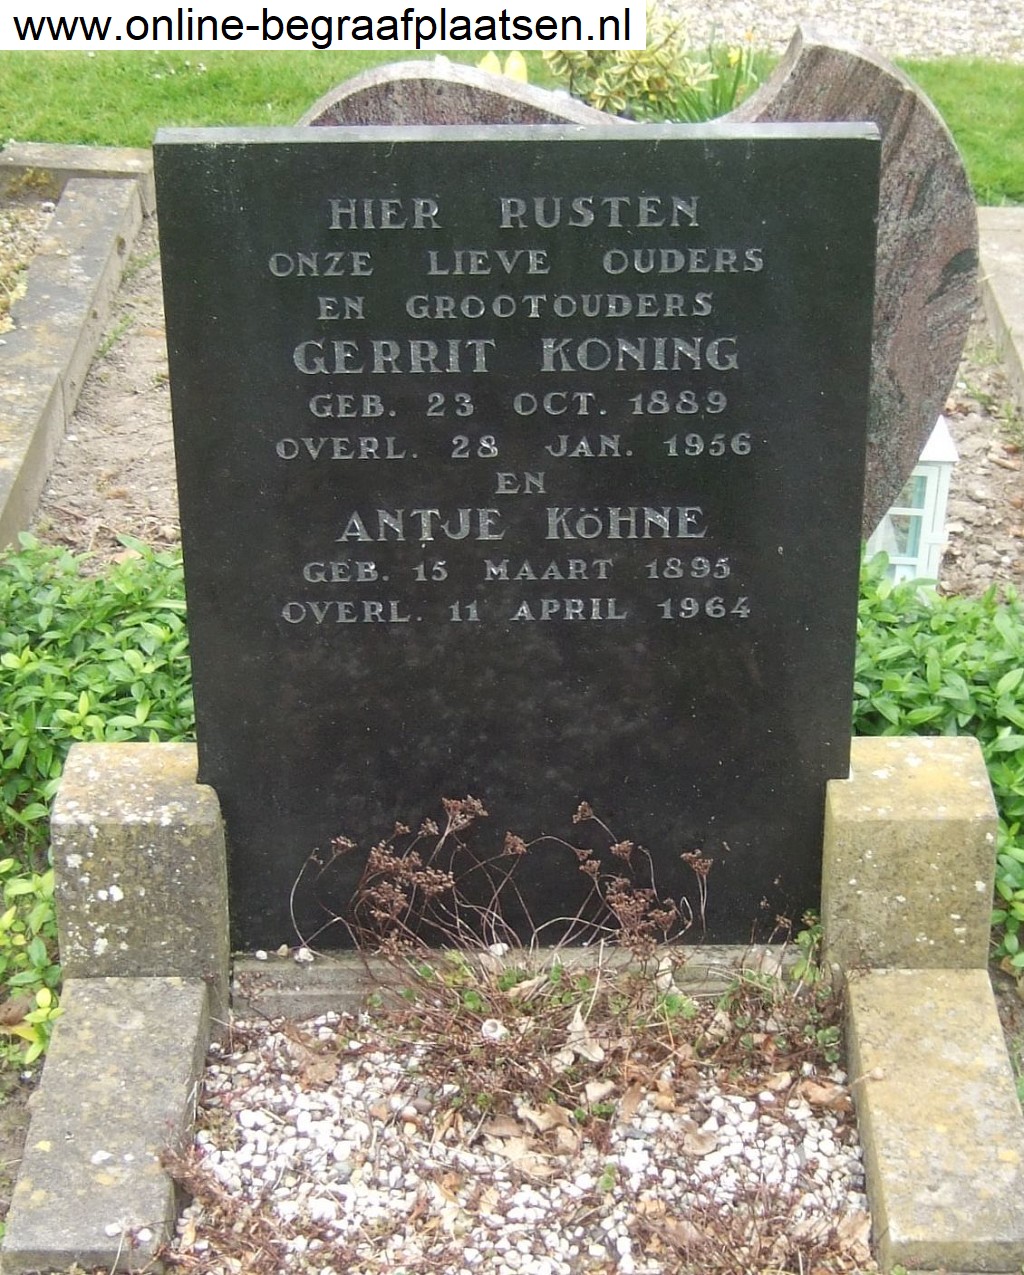 www.online-begraafplaatsen.nl
HIER RUSTEN
ONZE LIEVE OUDERS
EN GROOTOUDERS
GERRIT KONING
GEB. 23 OCT. 1889
OVERL. 28 JAN. 1956
EN
ANTJE KÖHNE
GEB. 15 MAART 1895
OVERL. 11 APRIL 1964